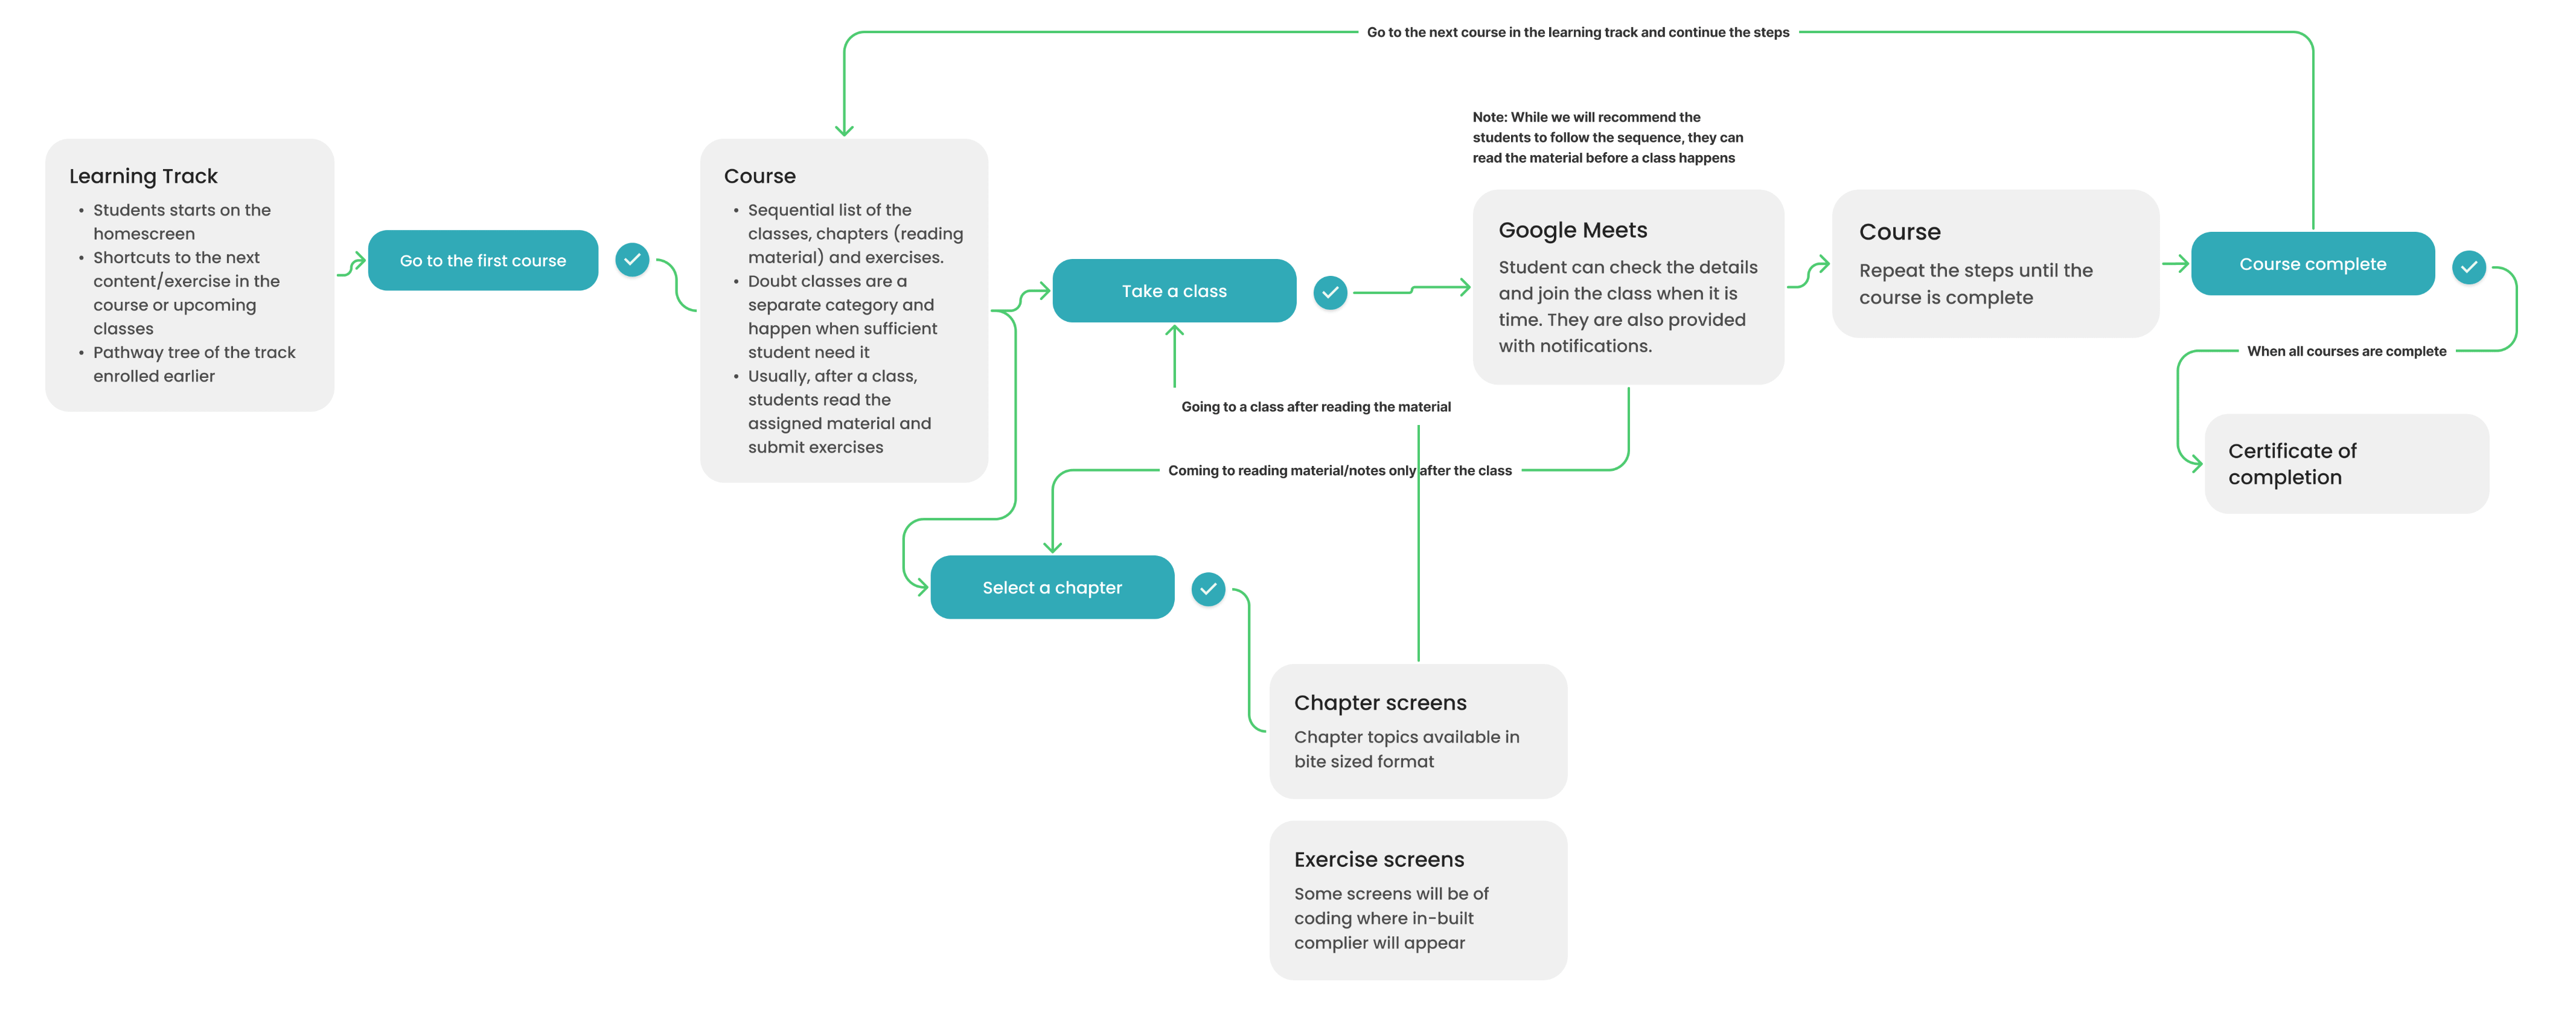 Go to the next course in the learning track and continue the steps
Note: While we will recommend the
students to follow the sequence, they can
read the material before a class happens
Learning Track
• Students starts on the
homescreen
• Shortcuts to the next
content/exercise in the
course or upcoming
classes
• Pathway tree of the track
enrolled earlier
Go to the first course
Course
• Sequential list of the
classes, chapters (reading
material) and exercises.
• Doubt classes are a
separate category and
happen when sufficient
student need it
• Usually, after a class,
students read the
assigned material and
submit exercises
Take a class
Google Meets
Student can check the details
and join the class when it is
time. They are also provided
with notifications.
Course
Repeat the steps until the
course is complete
Course complete
When all courses are complete
Certificate of
completion
Going to a class after reading the material
Coming to reading material/notes only after the class
Select a chapter
Chapter screens
Chapter topics available in
bite sized format
Exercise screens
Some screens will be of
coding where in-built
complier will appear